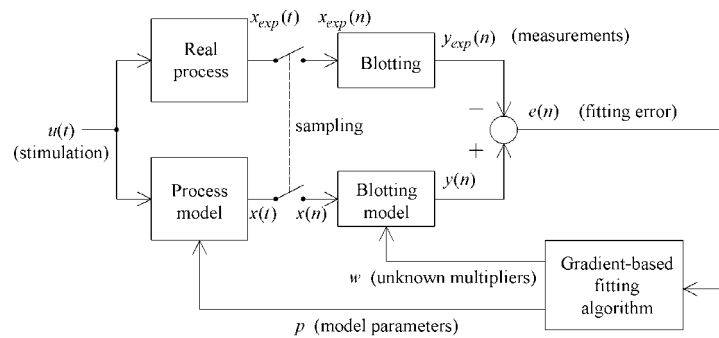 x_exp(t)
x_exp(n)
Real
process
Blotting
y_exp(n) (measurements)
u(t)
(stimulation)
sampling
−
+
e(n) (fitting error)
Process
model
x(t)
x(n)
Blotting
model
y(n)
w (unknown multipliers)
Gradient-based
fitting
algorithm
p (model parameters)